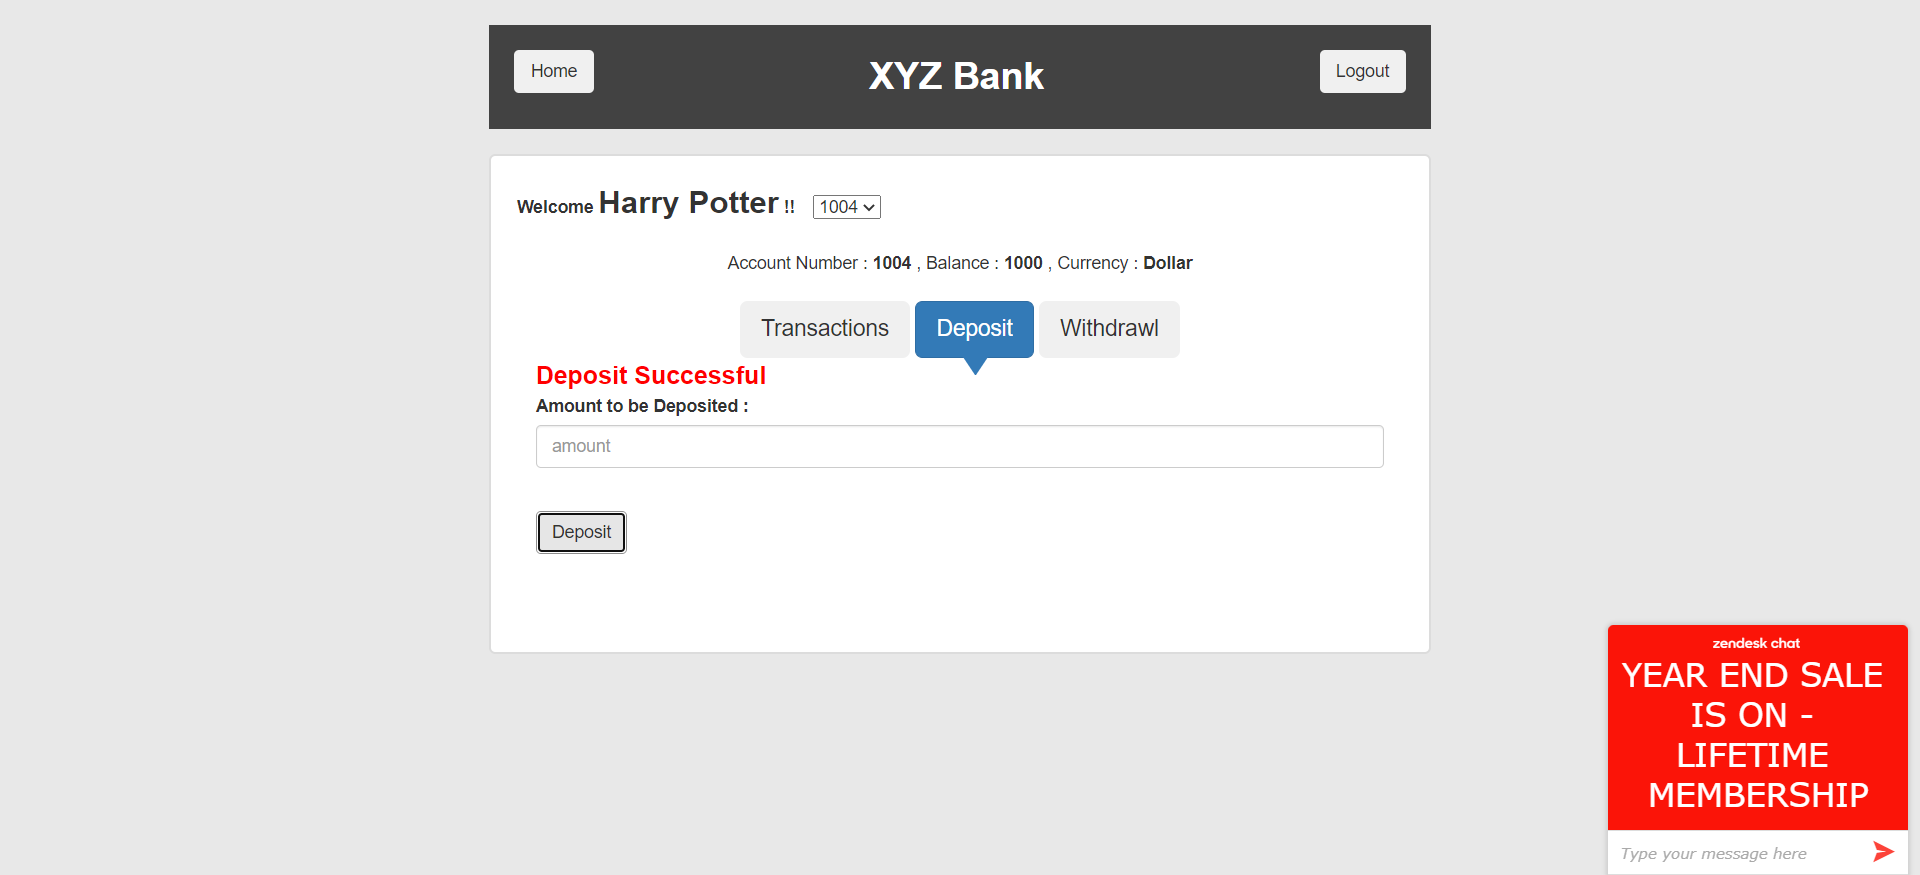 Home
XYZ Bank
Logout
Welcome Harry Potter !! 1004
Account Number : 1004 , Balance : 1000 , Currency : Dollar
Transactions
Deposit
Withdrawl
Deposit Successful
Amount to be Deposited :
amount
Deposit
zendesk chat
YEAR END SALE
IS ON -
LIFETIME
MEMBERSHIP
Type your message here